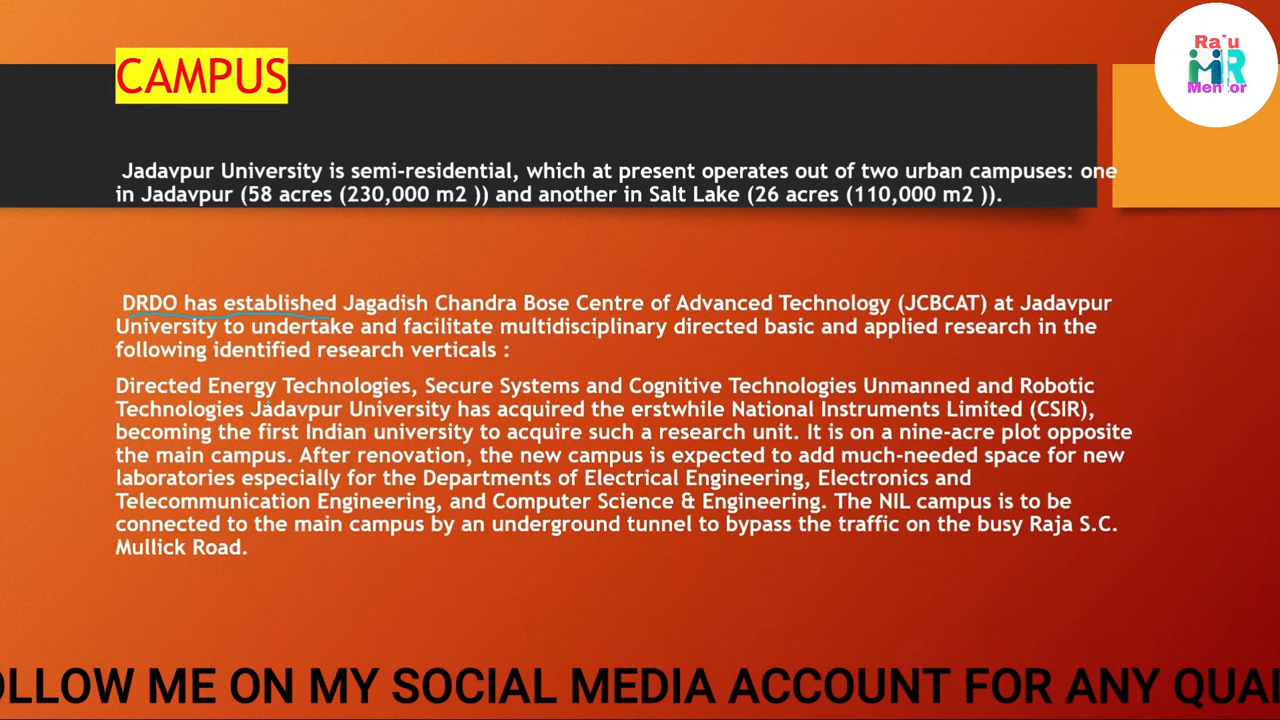 CAMPUS
Raju
MR
Mentor
Jadavpur University is semi-residential, which at present operates out of two urban campuses: one
in Jadavpur (58 acres (230,000 m2 )) and another in Salt Lake (26 acres (110,000 m2 )).
DRDO has established Jagadish Chandra Bose Centre of Advanced Technology (JCBCAT) at Jadavpur
University to undertake and facilitate multidisciplinary directed basic and applied research in the
following identified research verticals :
Directed Energy Technologies, Secure Systems and Cognitive Technologies Unmanned and Robotic
Technologies Jadavpur University has acquired the erstwhile National Instruments Limited (CSIR),
becoming the first Indian university to acquire such a research unit. It is on a nine-acre plot opposite
the main campus. After renovation, the new campus is expected to add much-needed space for new
laboratories especially for the Departments of Electrical Engineering, Electronics and
Telecommunication Engineering, and Computer Science & Engineering. The NIL campus is to be
connected to the main campus by an underground tunnel to bypass the traffic on the busy Raja S.C.
Mullick Road.
OLLOW ME ON MY SOCIAL MEDIA ACCOUNT FOR ANY QUA